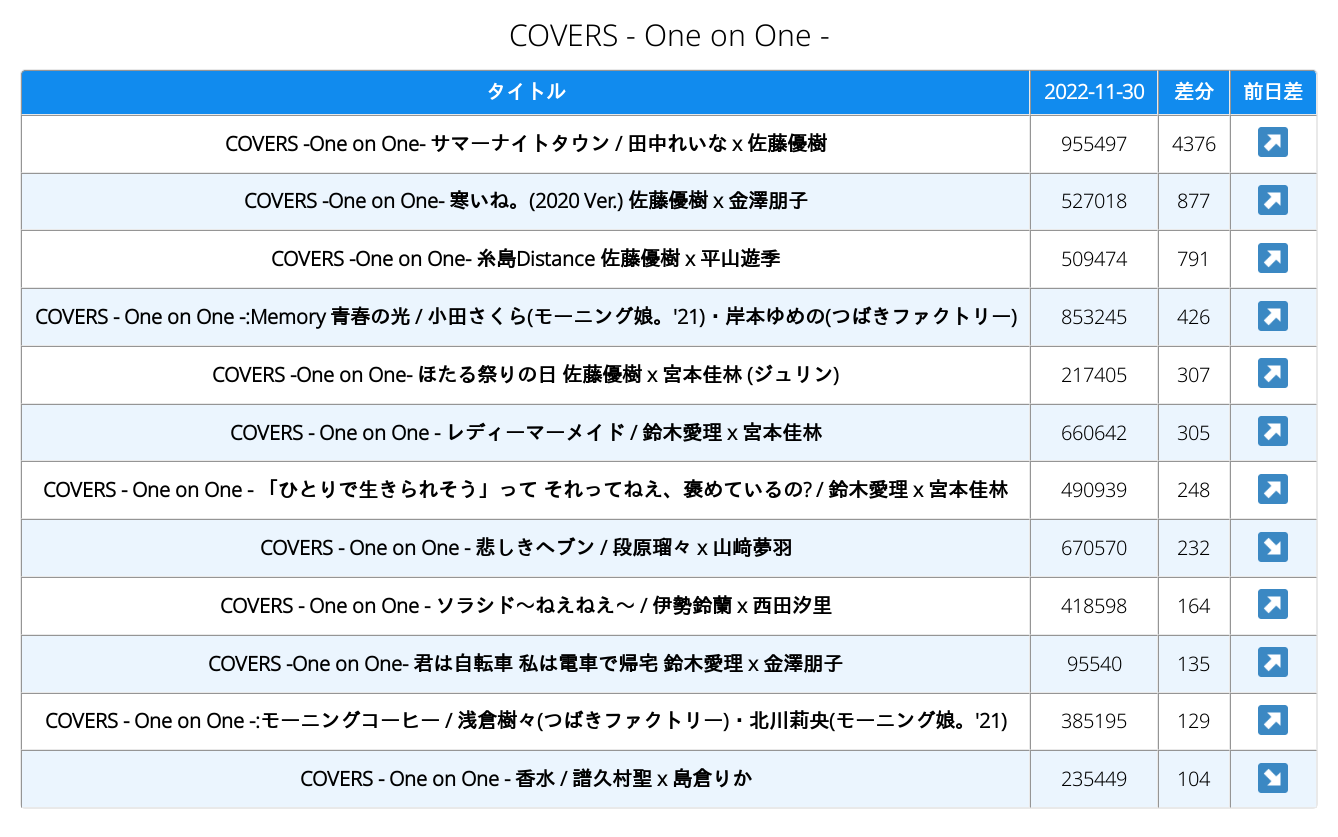 COVERS - One on One -
タイトル 2022-11-30 差分 前日差
COVERS -One on One- サマーナイトタウン / 田中れいな x 佐藤優樹 955497 4376 ↗
COVERS -One on One- 寒いね。(2020 Ver.) 佐藤優樹 x 金澤朋子 527018 877 ↗
COVERS -One on One- 糸島Distance 佐藤優樹 x 平山遊季 509474 791 ↗
COVERS - One on One -:Memory 青春の光 / 小田さくら(モーニング娘。'21)・岸本ゆめの(つばきファクトリー) 853245 426 ↗
COVERS -One on One- ほたる祭りの日 佐藤優樹 x 宮本佳林 (ジュリン) 217405 307 ↗
COVERS - One on One - レディーマーメイド / 鈴木愛理 x 宮本佳林 660642 305 ↗
COVERS - One on One - 「ひとりで生きられそう」って それってねえ、褒めているの? / 鈴木愛理 x 宮本佳林 490939 248 ↗
COVERS - One on One - 悲しきヘブン / 段原瑠々 x 山﨑夢羽 670570 232 ↘
COVERS - One on One - ソラシド〜ねえねえ〜 / 伊勢鈴蘭 x 西田汐里 418598 164 ↗
COVERS -One on One- 君は自転車 私は電車で帰宅 鈴木愛理 x 金澤朋子 95540 135 ↗
COVERS - One on One -:モーニングコーヒー / 浅倉樹々(つばきファクトリー)・北川莉央(モーニング娘。'21) 385195 129 ↗
COVERS - One on One - 香水 / 譜久村聖 x 島倉りか 235449 104 ↘